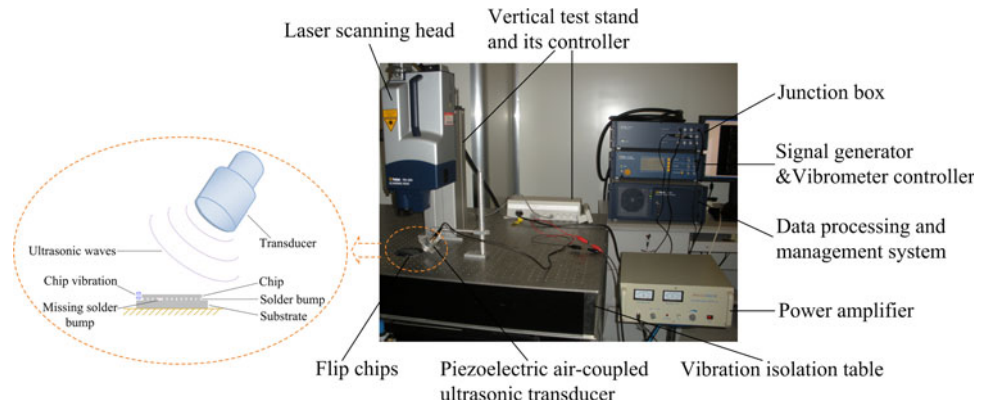 Laser scanning head
Vertical test stand
and its controller
Junction box
Signal generator
&Vibrometer controller
Data processing and
management system
Power amplifier
Vibration isolation table
Piezoelectric air-coupled
ultrasonic transducer
Flip chips
Transducer
Ultrasonic waves
Chip vibration
Chip
Missing solder
bump
Solder bump
Substrate